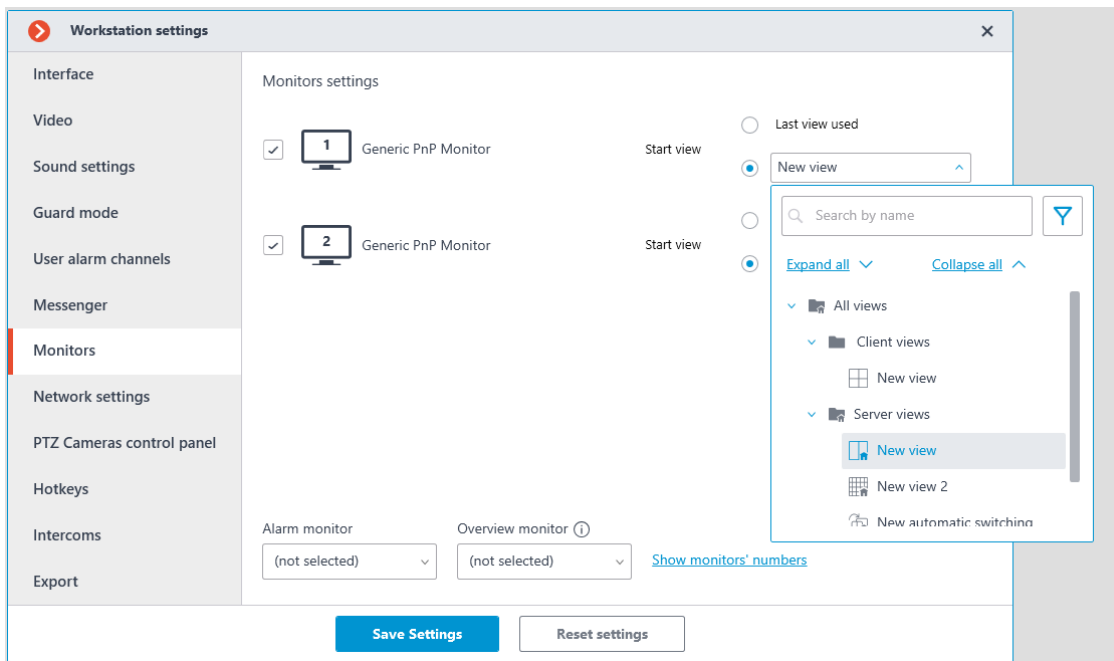 Workstation settings
Interface
Video
Sound settings
Guard mode
User alarm channels
Messenger
Monitors
Network settings
PTZ Cameras control panel
Hotkeys
Intercoms
Export
Monitors settings
1
Generic PnP Monitor
Start view
Last view used
New view
2
Generic PnP Monitor
Start view
Search by name
Expand all
Collapse all
All views
Client views
New view
Server views
New view
New view 2
New automatic switching
Alarm monitor
Overview monitor
(not selected)
(not selected)
Show monitors' numbers
Save Settings
Reset settings